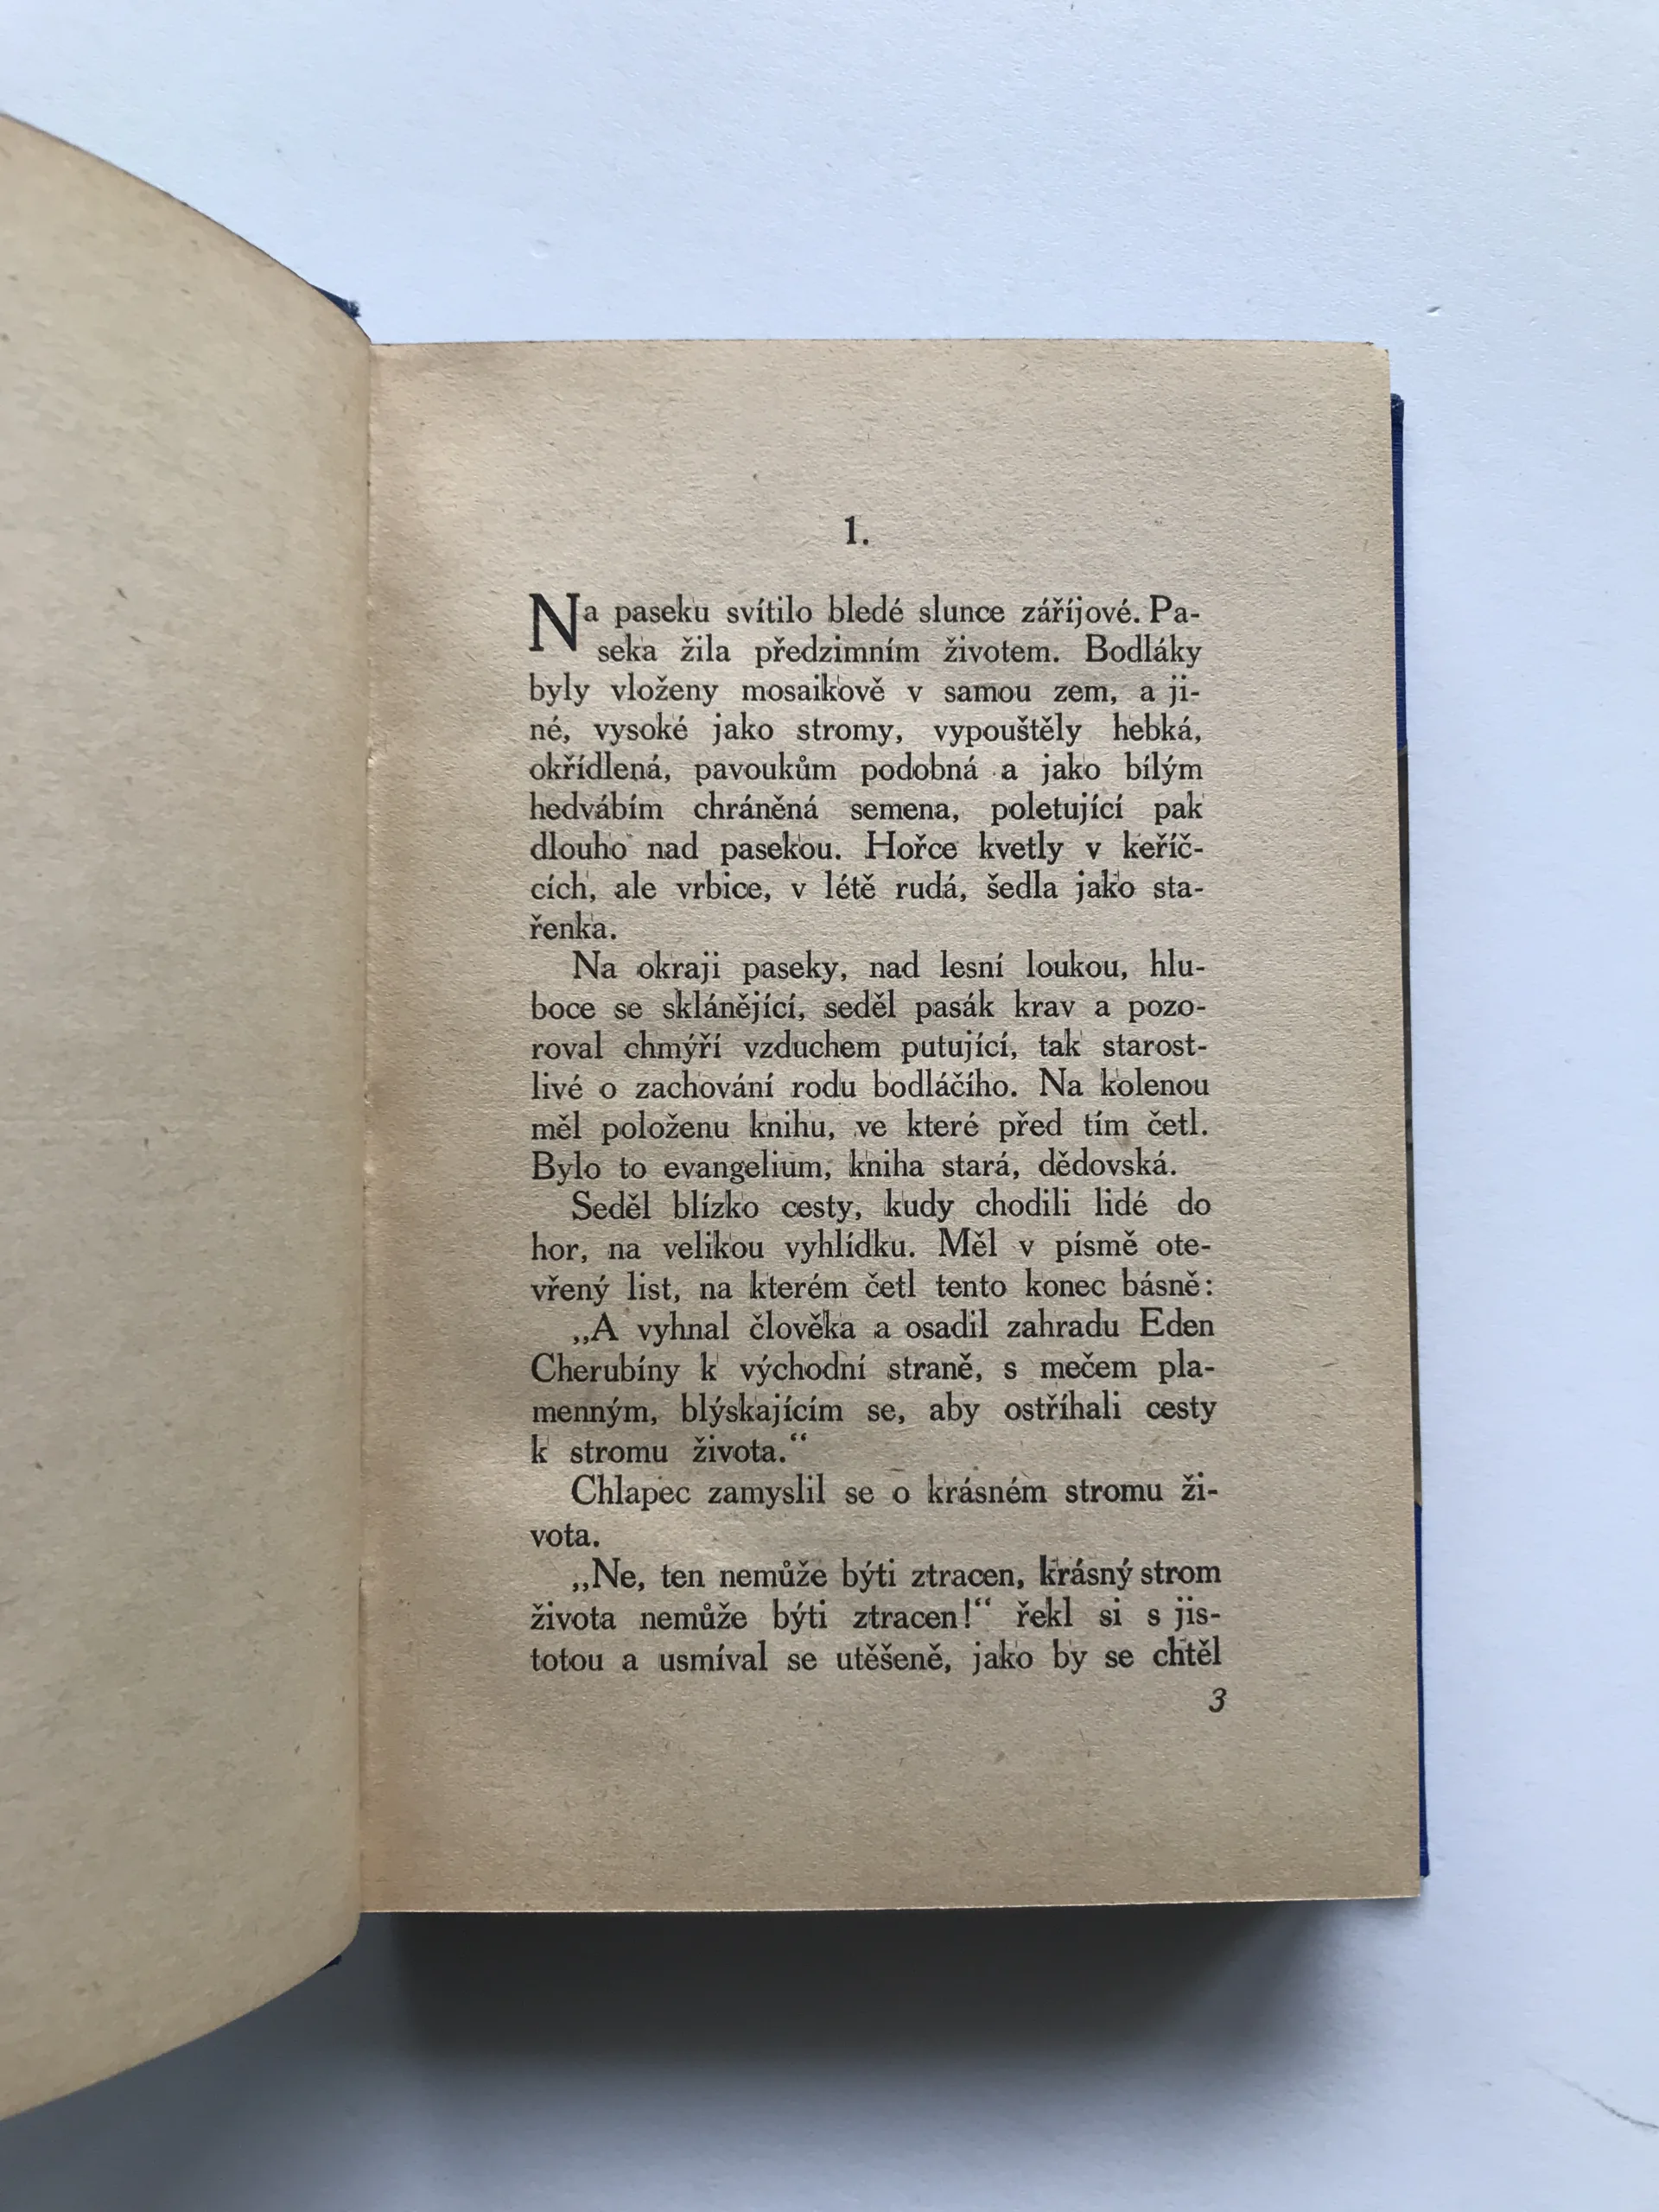 1.
Na paseku svítilo bledé slunce záříjové. Pa-
seka žila předzimním životem. Bodláky
byly vloženy mosaikově v samou zem, a ji-
né, vysoké jako stromy, vypouštěly hebká,
okřídlená, pavoukům podobná a jako bílým
hedvábím chráněná semena, poletující pak
dlouho nad pasekou. Hořce kvetly v keříč-
cích, ale vrbice, v létě rudá, šedla jako sta-
řenka.
Na okraji paseky, nad lesní loukou, hlu-
boce se sklánějící, seděl pasák krav a pozo-
roval chmýří vzduchem putující, tak starost-
livé o zachování rodu bodláčího. Na kolenou
měl položenu knihu, ve které před tím četl.
Bylo to evangelium, kniha stará, dědovská.
Seděl blízko cesty, kudy chodili lidé do
hor, na velikou vyhlídku. Měl v písmě ote-
vřený list, na kterém četl tento konec básně:
„A vyhnal člověka a osadil zahradu Eden
Cherubíny k východní straně, s mečem pla-
menným, blýskajícím se, aby ostříhali cesty
k stromu života.“
Chlapec zamyslil se o krásném stromu ži-
vota.
„Ne, ten nemůže býti ztracen, krásný strom
života nemůže býti ztracen!“ řekl si s jis-
totou a usmíval se utěšeně, jako by se chtěl
3